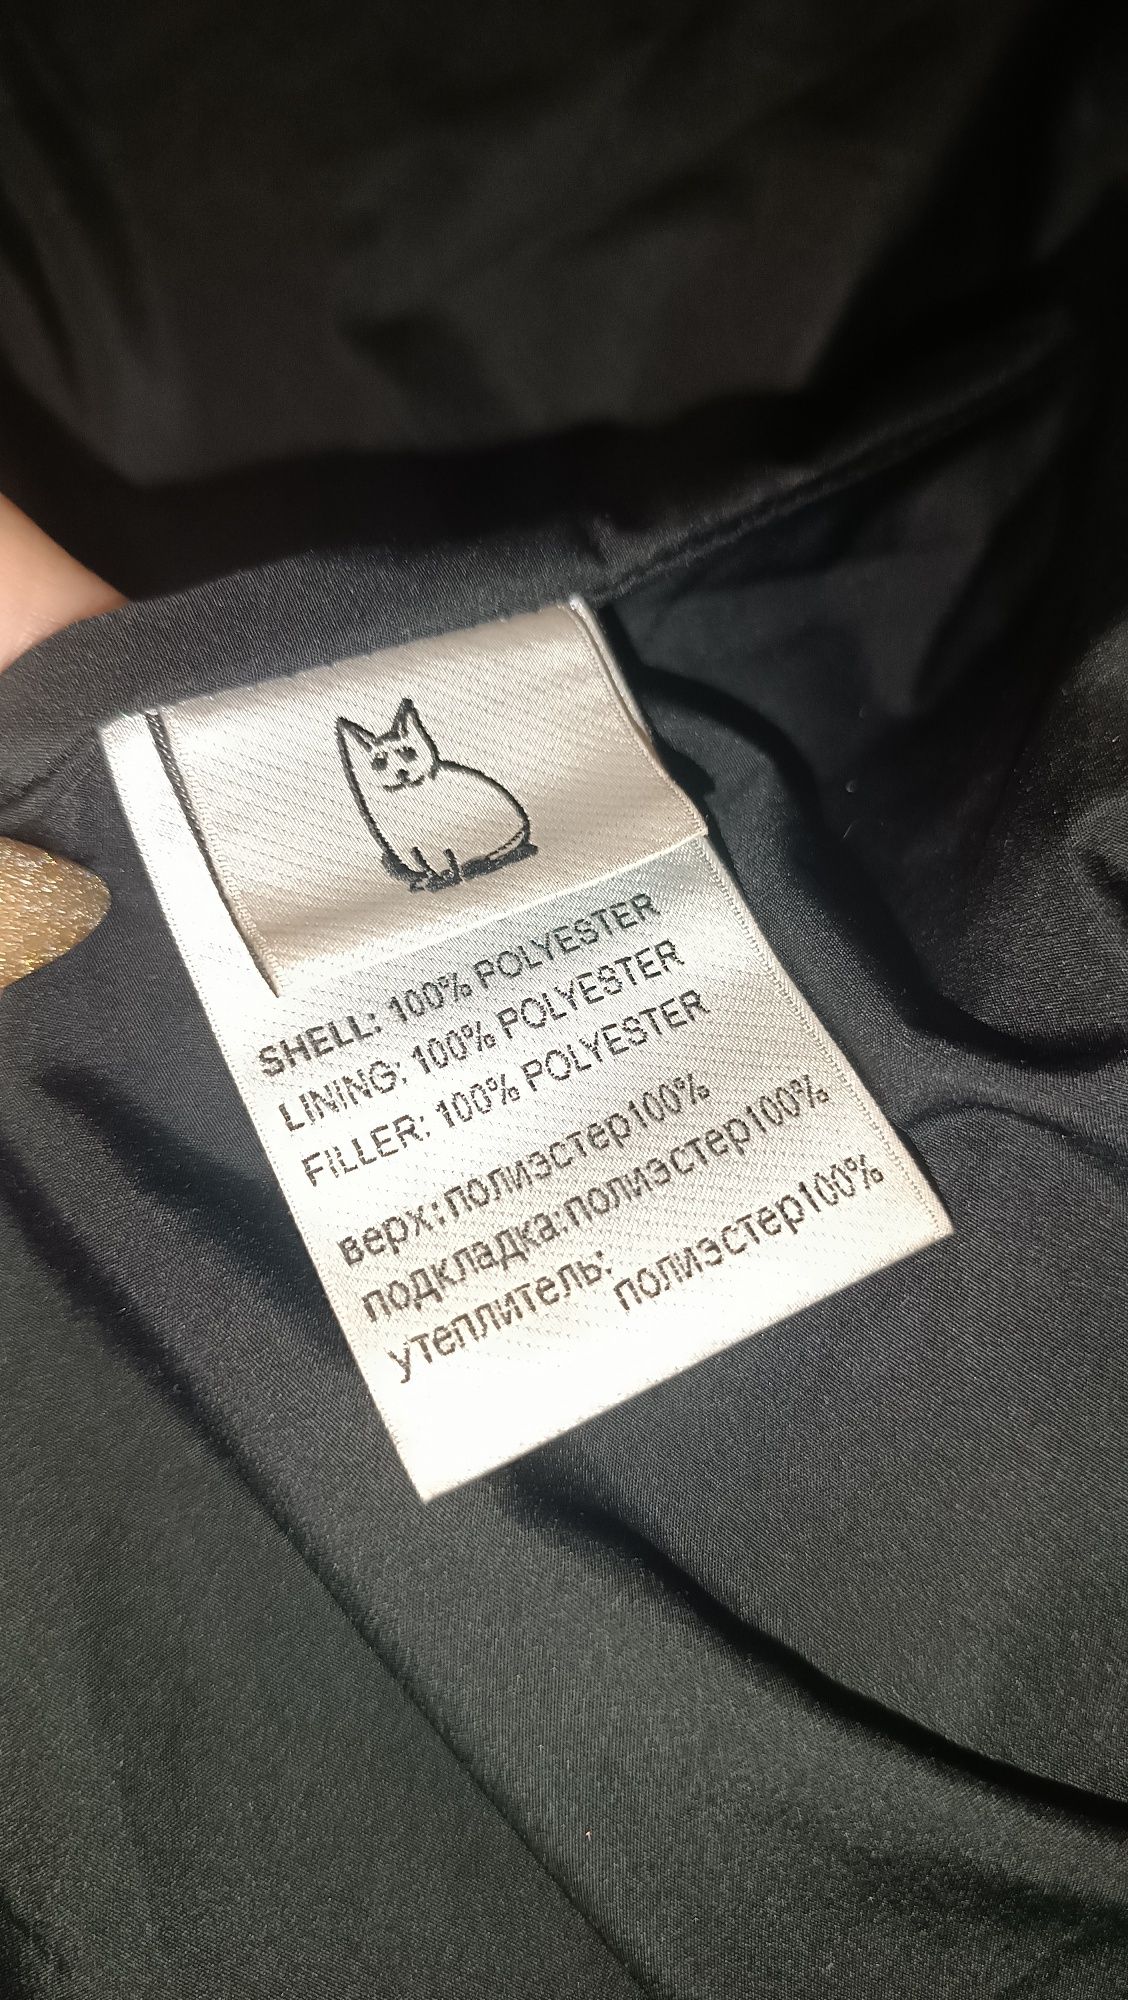 SHELL: 100% POLYESTER
LINING: 100% POLYESTER
FILLER: 100% POLYESTER
верх:полиэстер100%
подкладка:полиэстер100%
утеплитель:
полиэстер100%